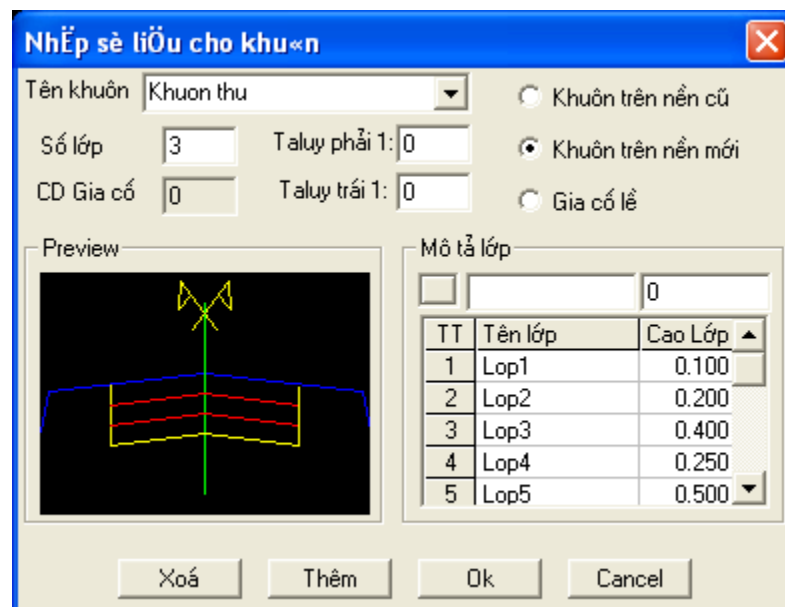 NhËp sè liÖu cho khu«n
Tên khuôn Khuon thu
Khuôn trên nền cũ
Số lớp 3 Taluy phải 1: 0
Khuôn trên nền mới
CD Gia cố 0 Taluy trái 1: 0
Gia cố lề
Preview
Mô tả lớp
0
TT Tên lớp Cao Lớp
1 Lop1 0.100
2 Lop2 0.200
3 Lop3 0.400
4 Lop4 0.250
5 Lop5 0.500
Xoá Thêm Ok Cancel